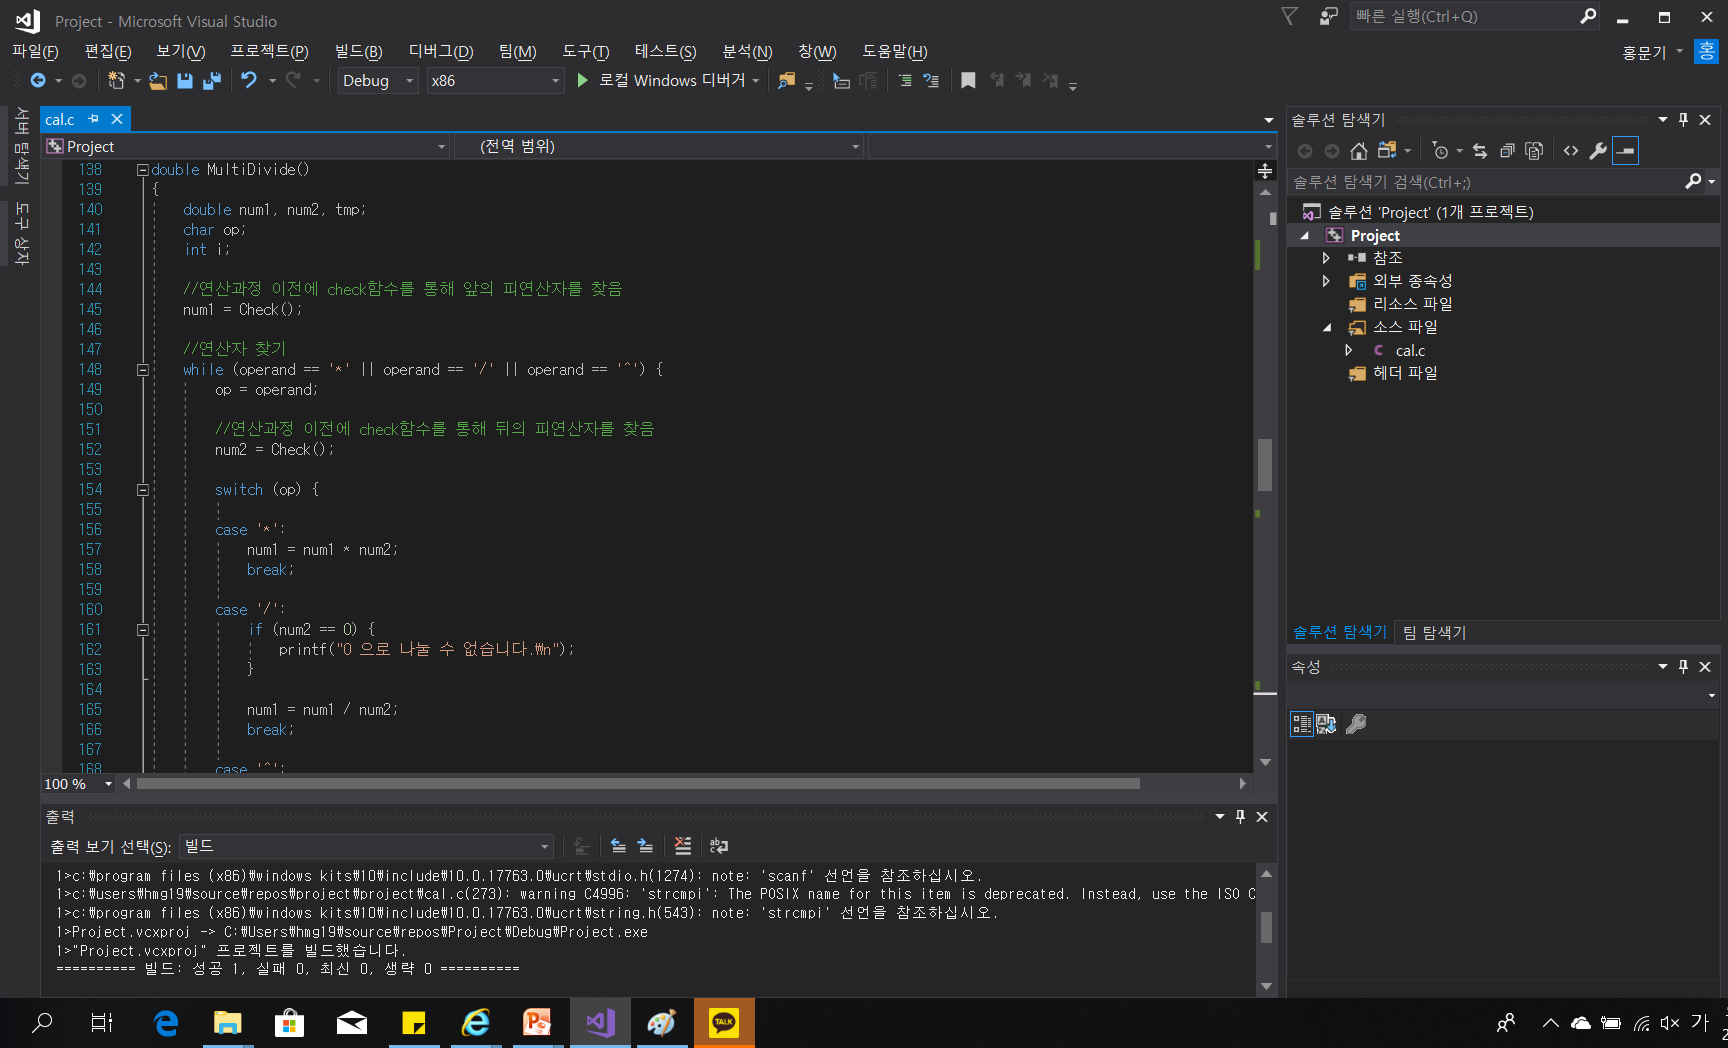 Project - Microsoft Visual Studio
빠른 실행(Ctrl+Q)
파일(F) 편집(E) 보기(V) 프로젝트(P) 빌드(B) 디버그(D) 팀(M) 도구(T) 테스트(S) 분석(N) 창(W) 도움말(H)
홍문기 홍
Debug x86 로컬 Windows 디버거
서버 탐색기
도구 상자
cal.c
Project (전역 범위)
138 double MultiDivide()
139 {
140 double num1, num2, tmp;
141 char op;
142 int i;
143
144 //연산과정 이전에 check함수를 통해 앞의 피연산자를 찾음
145 num1 = Check();
146
147 //연산자 찾기
148 while (operand == '*' || operand == '/' || operand == '^') {
149 op = operand;
150
151 //연산과정 이전에 check함수를 통해 뒤의 피연산자를 찾음
152 num2 = Check();
153
154 switch (op) {
155
156 case '*':
157 num1 = num1 * num2;
158 break;
159
160 case '/':
161 if (num2 == 0) {
162 printf("0 으로 나눌 수 없습니다.₩n");
163 }
164
165 num1 = num1 / num2;
166 break;
167
168 case '^':
100 %
출력
출력 보기 선택(S): 빌드
1>c:₩program files (x86)₩windows kits₩10₩include₩10.0.17763.0₩ucrt₩stdio.h(1274): note: 'scanf' 선언을 참조하십시오.
1>c:₩users₩hmg19₩source₩repos₩project₩project₩cal.c(273): warning C4996: 'strcmpi': The POSIX name for this item is deprecated. Instead, use the ISO C
1>c:₩program files (x86)₩windows kits₩10₩include₩10.0.17763.0₩ucrt₩string.h(543): note: 'strcmpi' 선언을 참조하십시오.
1>Project.vcxproj -> C:₩Users₩hmg19₩source₩repos₩Project₩Debug₩Project.exe
1>"Project.vcxproj" 프로젝트를 빌드했습니다.
========== 빌드: 성공 1, 실패 0, 최신 0, 생략 0 ==========
솔루션 탐색기
솔루션 탐색기 검색(Ctrl+;)
솔루션 'Project' (1개 프로젝트)
Project
참조
외부 종속성
리소스 파일
소스 파일
cal.c
헤더 파일
솔루션 탐색기 팀 탐색기
속성
TALK
가